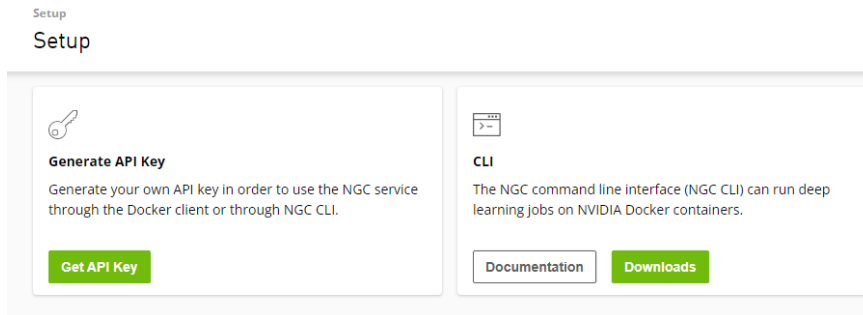 Setup
Setup
Generate API Key
Generate your own API key in order to use the NGC service
through the Docker client or through NGC CLI.
Get API Key
>_
CLI
The NGC command line interface (NGC CLI) can run deep
learning jobs on NVIDIA Docker containers.
Documentation
Downloads